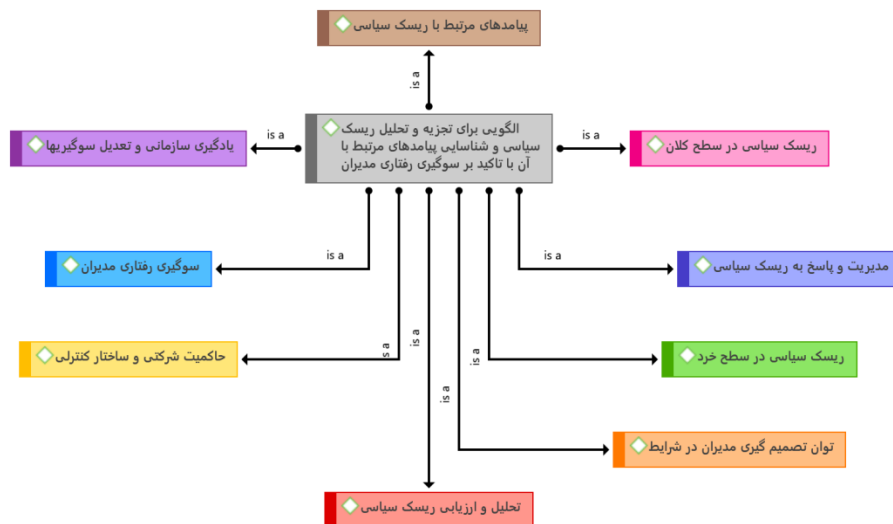 پیامدهای مرتبط با ریسک سیاسی
is a
الگویی برای تجزیه و تحلیل ریسک
سیاسی و شناسایی پیامدهای مرتبط با
آن با تاکید بر سوگیری رفتاری مدیران
is a
ریسک سیاسی در سطح کلان
is a
یادگیری سازمانی و تعدیل سوگیریها
is a
مدیریت و پاسخ به ریسک سیاسی
is a
سوگیری رفتاری مدیران
is a
ریسک سیاسی در سطح خرد
is a
حاکمیت شرکتی و ساختار کنترلی
is a
توان تصمیم گیری مدیران در شرایط
is a
تحلیل و ارزیابی ریسک سیاسی